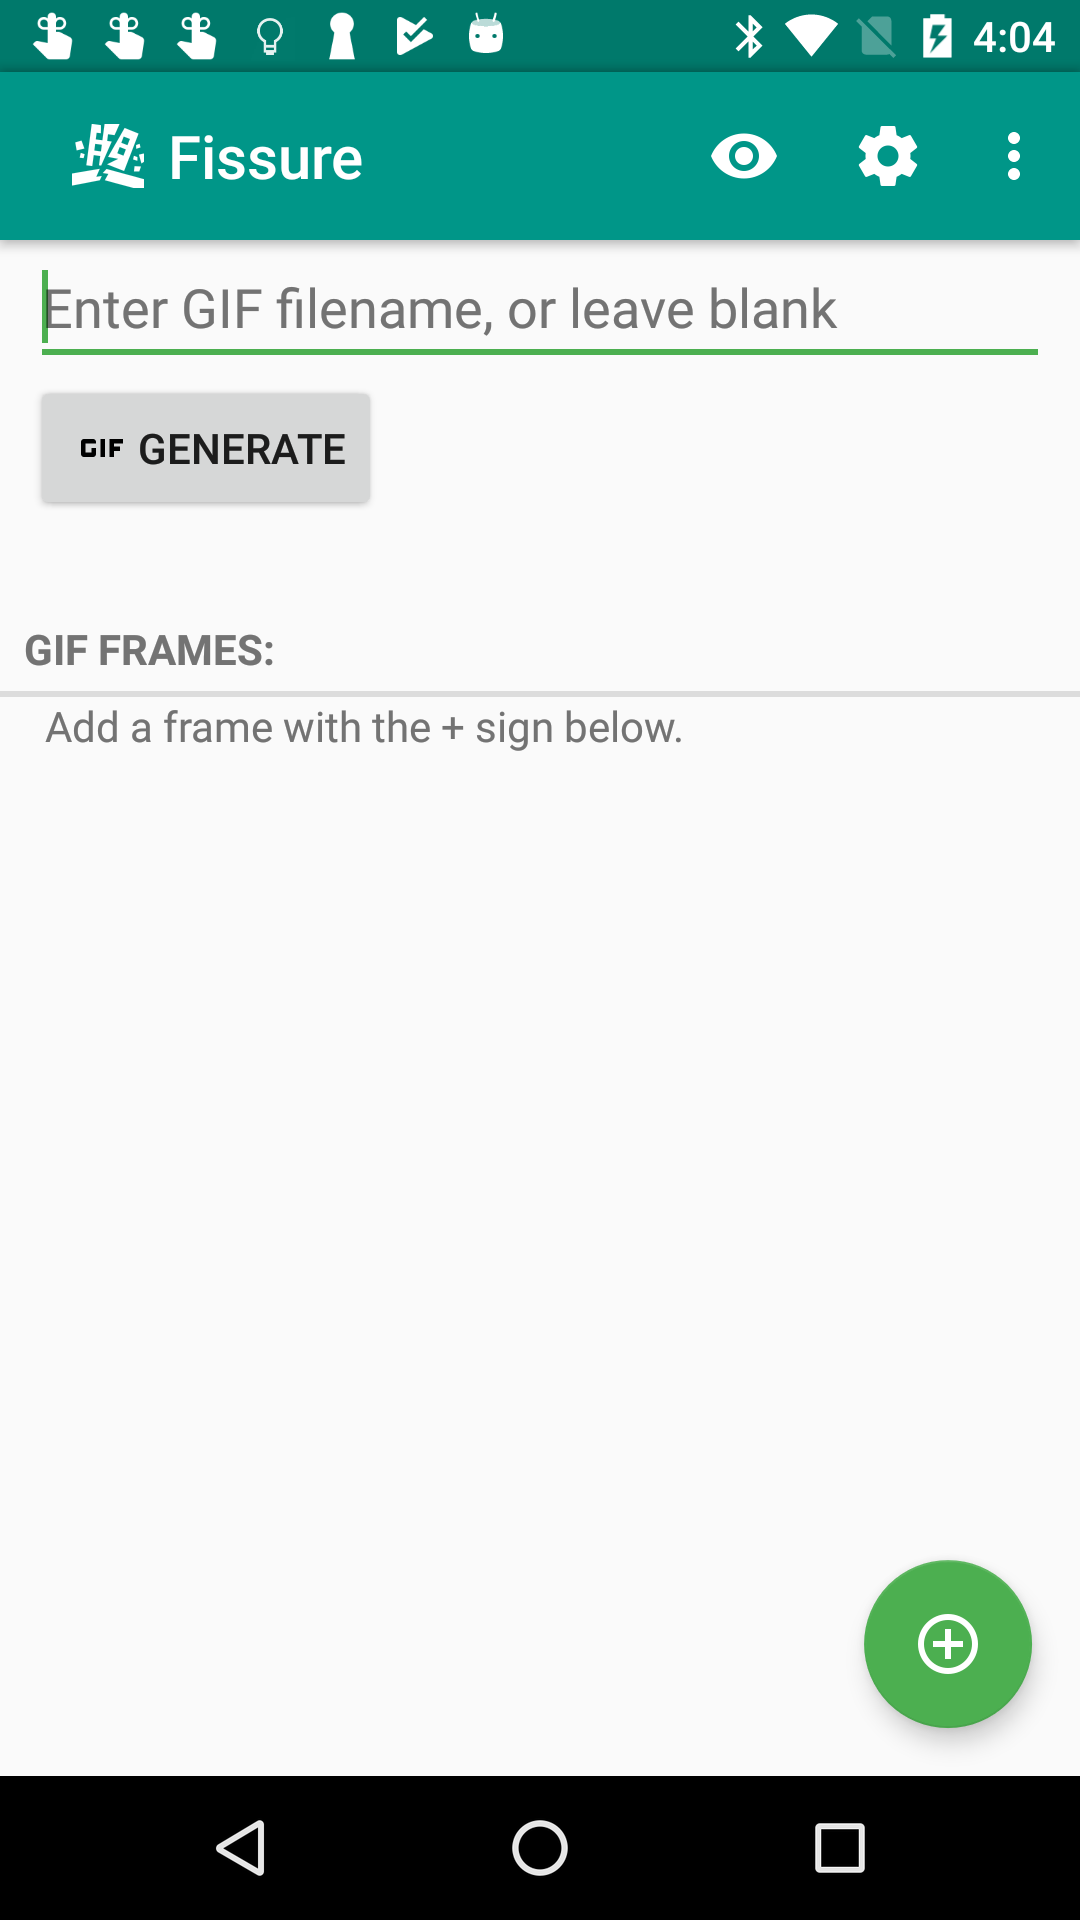 4:04
Fissure
Enter GIF filename, or leave blank
GIF GENERATE
GIF FRAMES:
Add a frame with the + sign below.